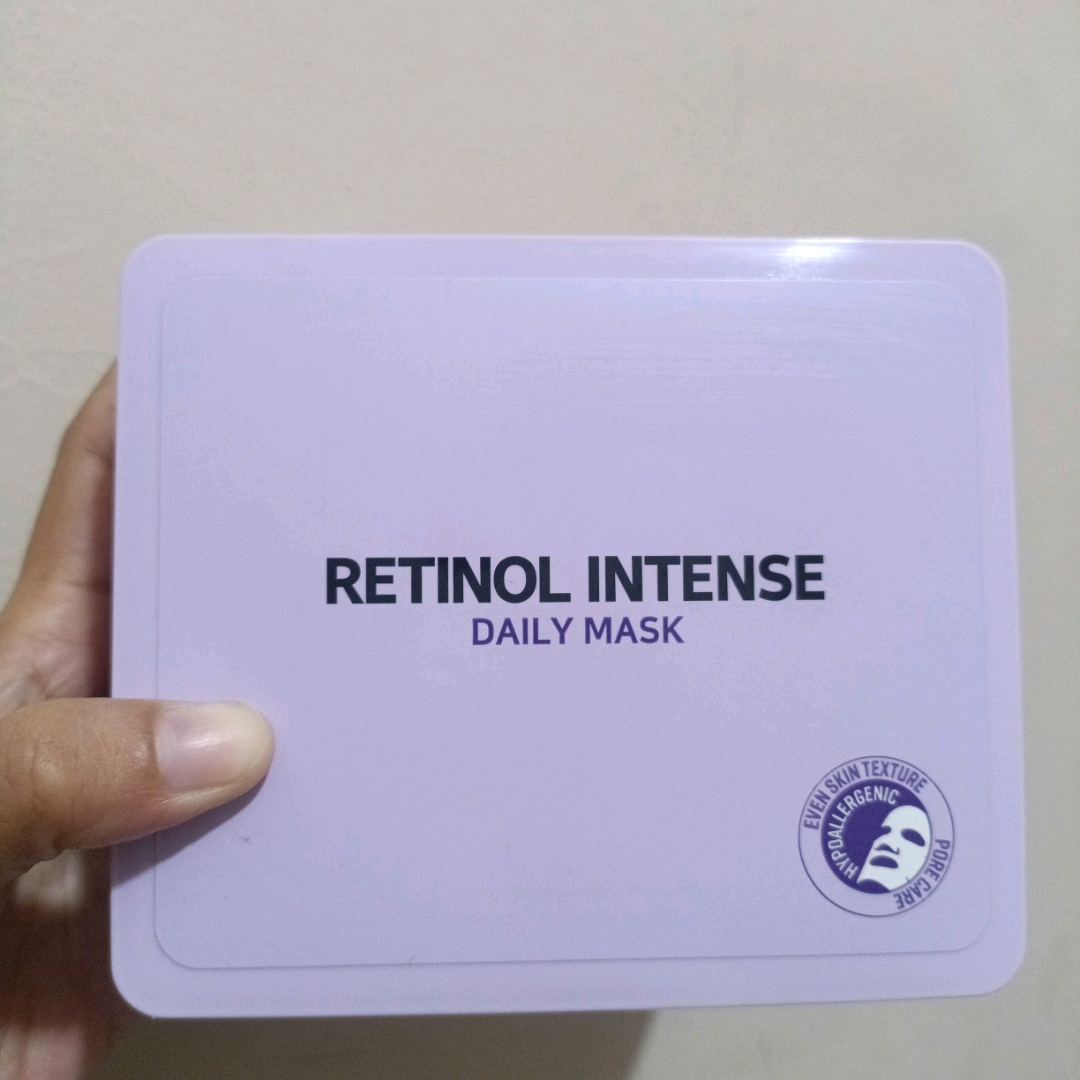 RETINOL INTENSE
DAILY MASK
EVEN SKIN TEXTURE
HYPOALLERGENIC
PORE CARE